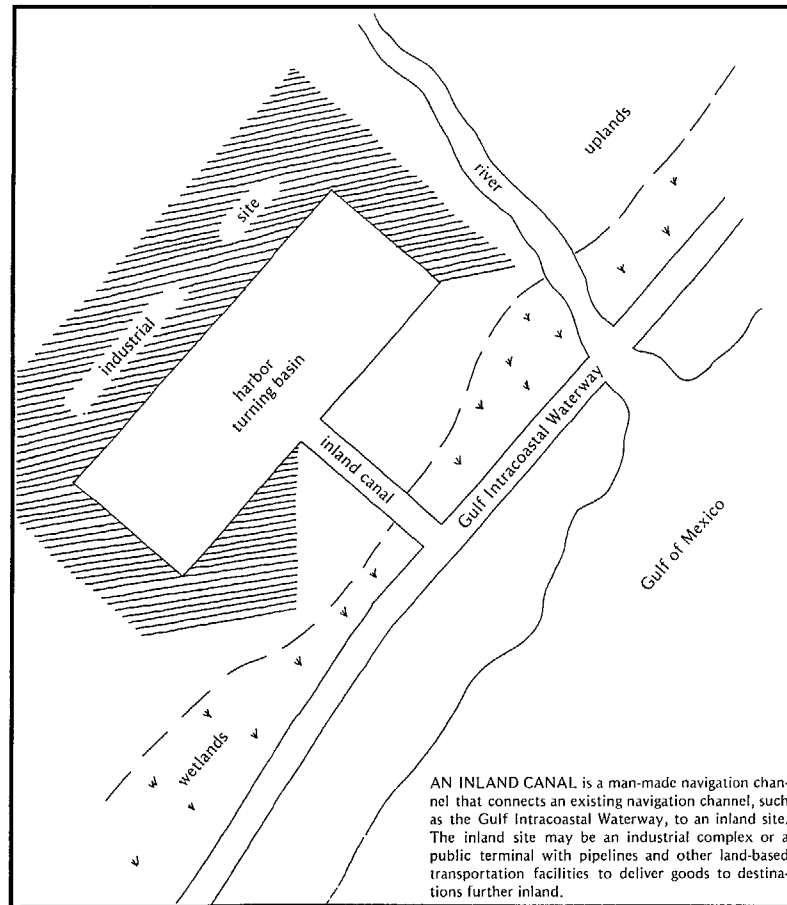 uplands
river
site
industrial
harbor
turning basin
inland canal
Gulf Intracoastal Waterway
Gulf of Mexico
wetlands
AN INLAND CANAL is a man-made navigation chan-
nel that connects an existing navigation channel, such
as the Gulf Intracoastal Waterway, to an inland site.
The inland site may be an industrial complex or a
public terminal with pipelines and other land-based
transportation facilities to deliver goods to destina-
tions further inland.